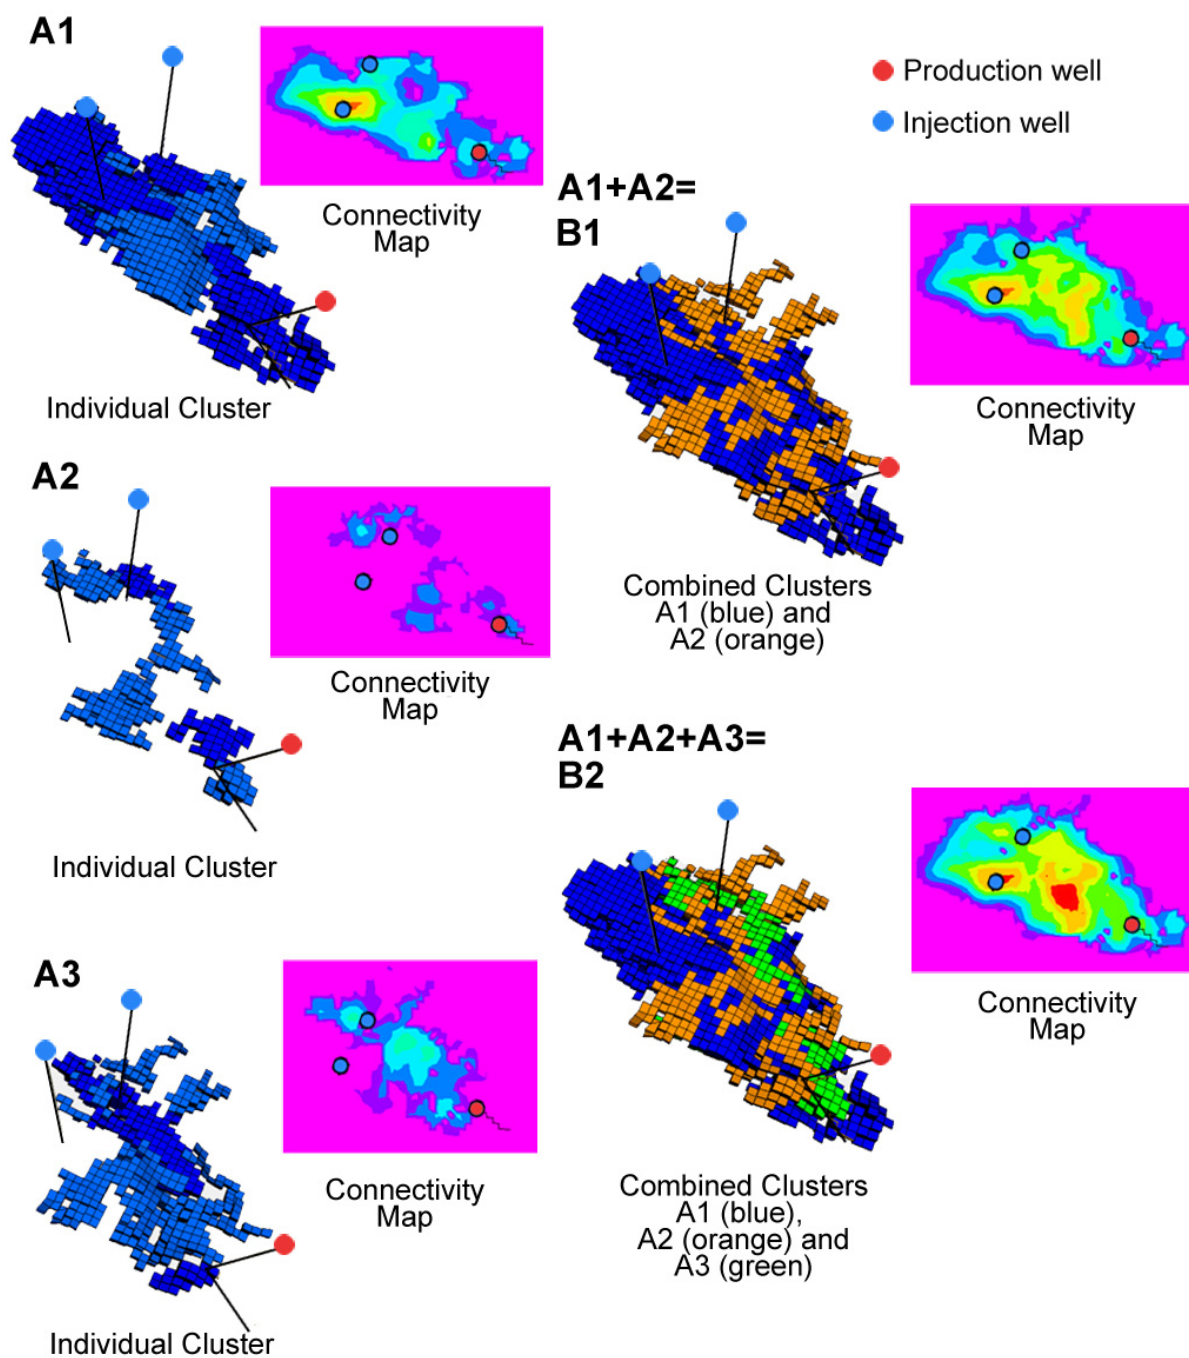 A1
Connectivity
Map
Individual Cluster
Production well
Injection well
A1+A2=
B1
Connectivity
Map
Combined Clusters
A1 (blue) and
A2 (orange)
A2
Connectivity
Map
Individual Cluster
A1+A2+A3=
B2
Connectivity
Map
Combined Clusters
A1 (blue),
A2 (orange) and
A3 (green)
A3
Connectivity
Map
Individual Cluster